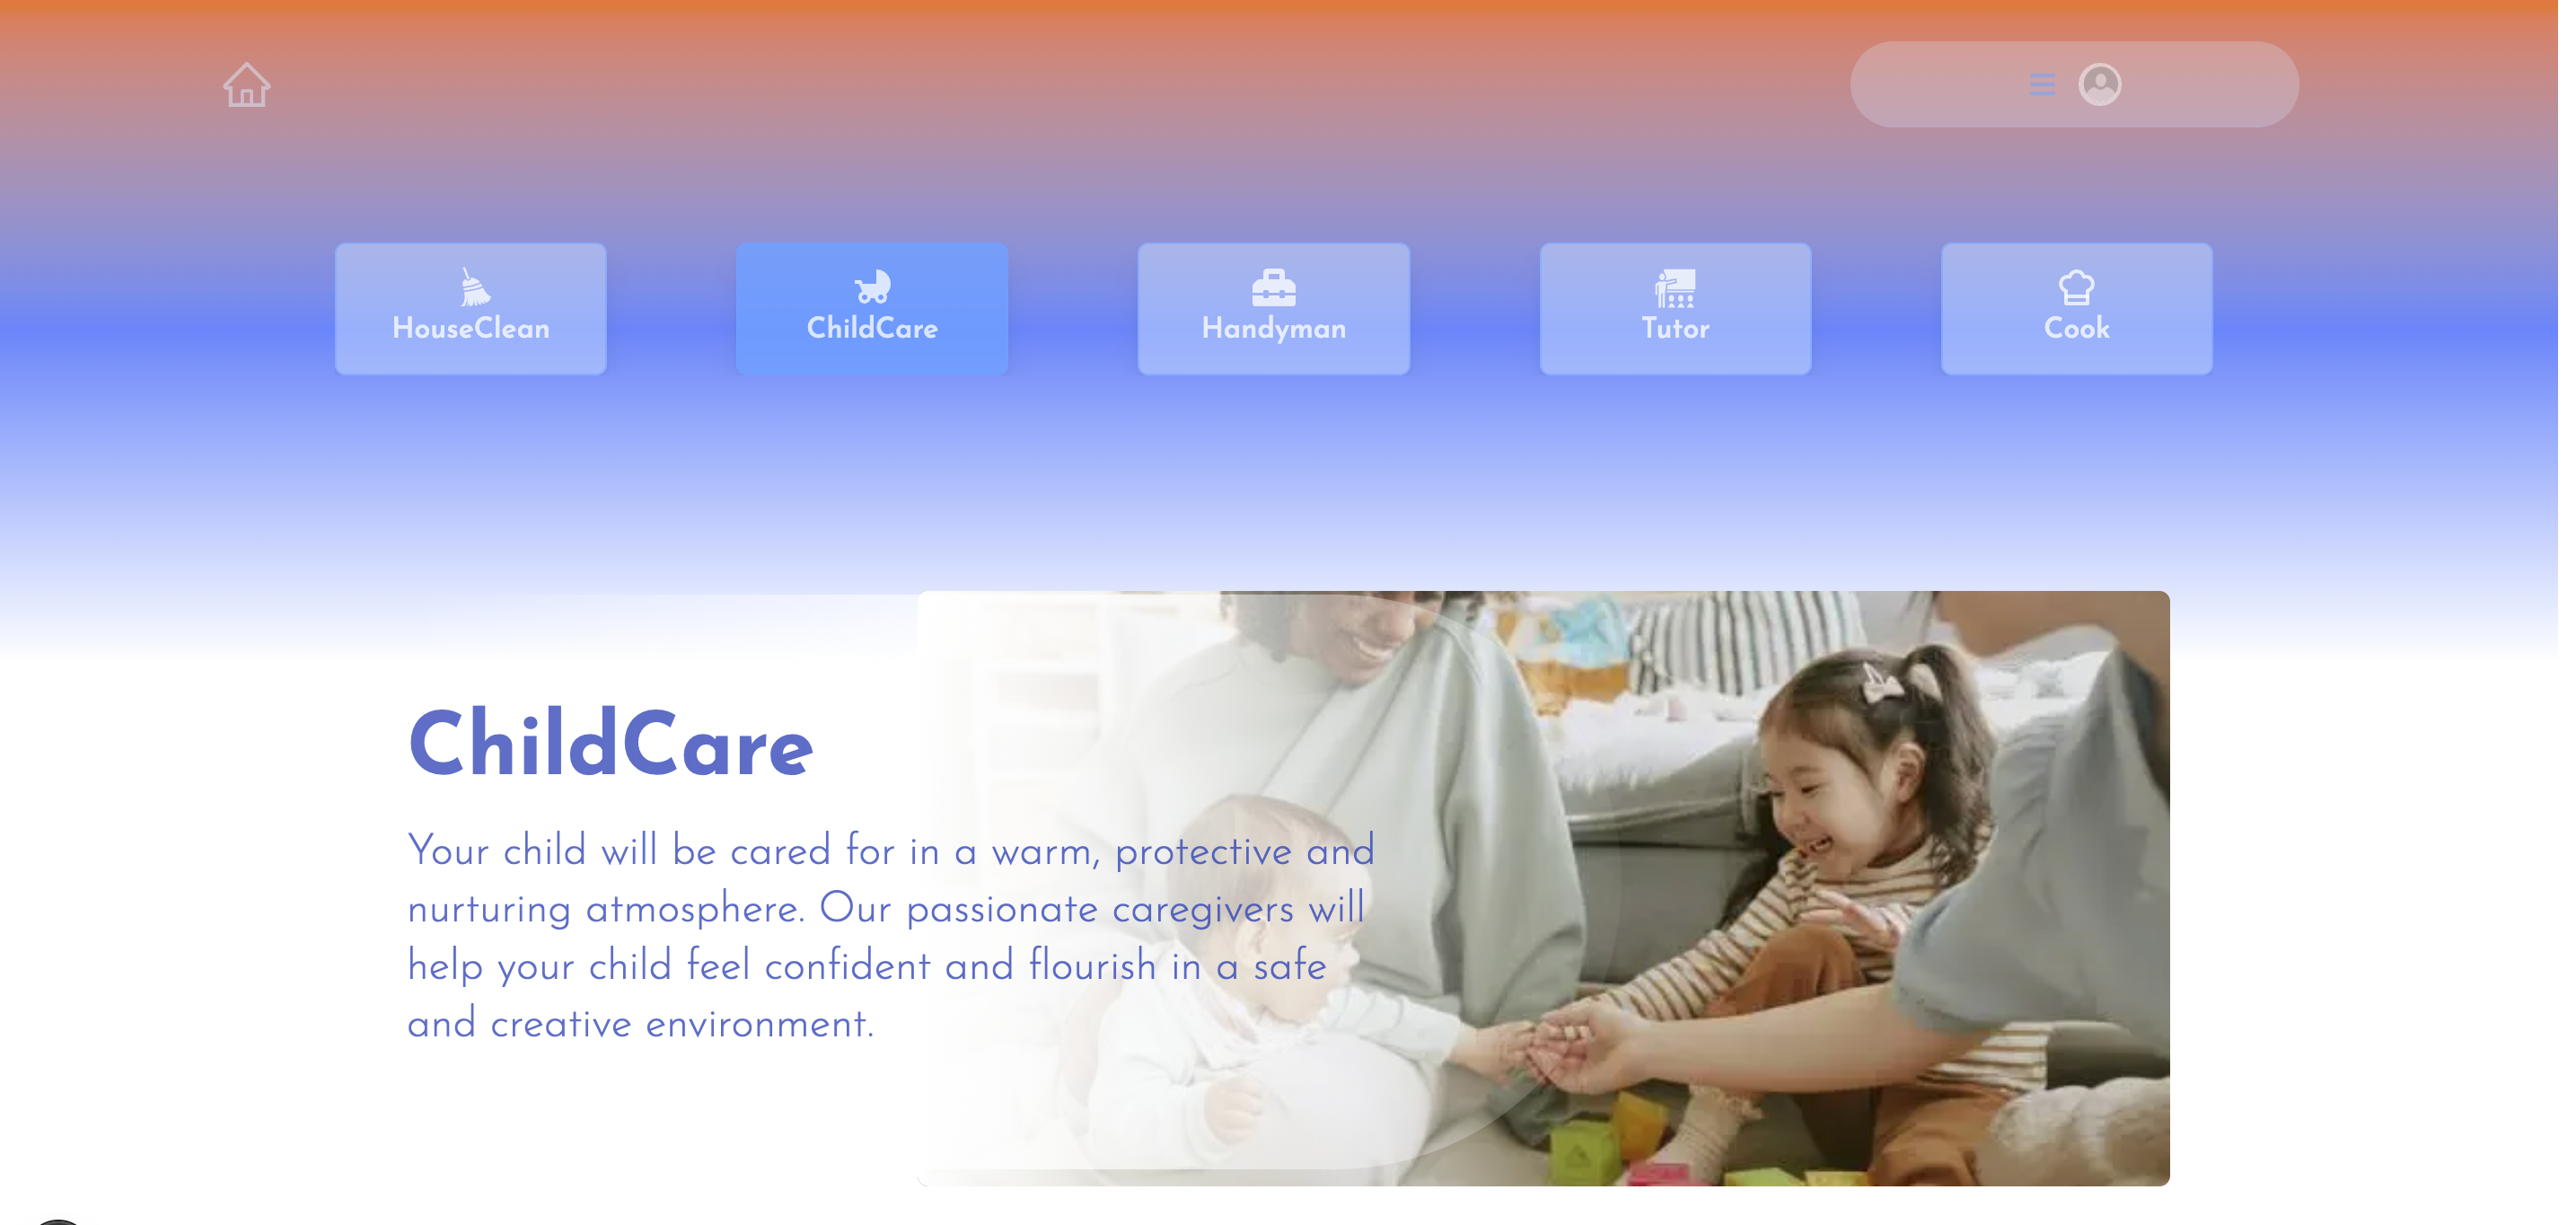 HouseClean
ChildCare
Handyman
Tutor
Cook
ChildCare
Your child will be cared for in a warm, protective and
nurturing atmosphere. Our passionate caregivers will
help your child feel confident and flourish in a safe
and creative environment.